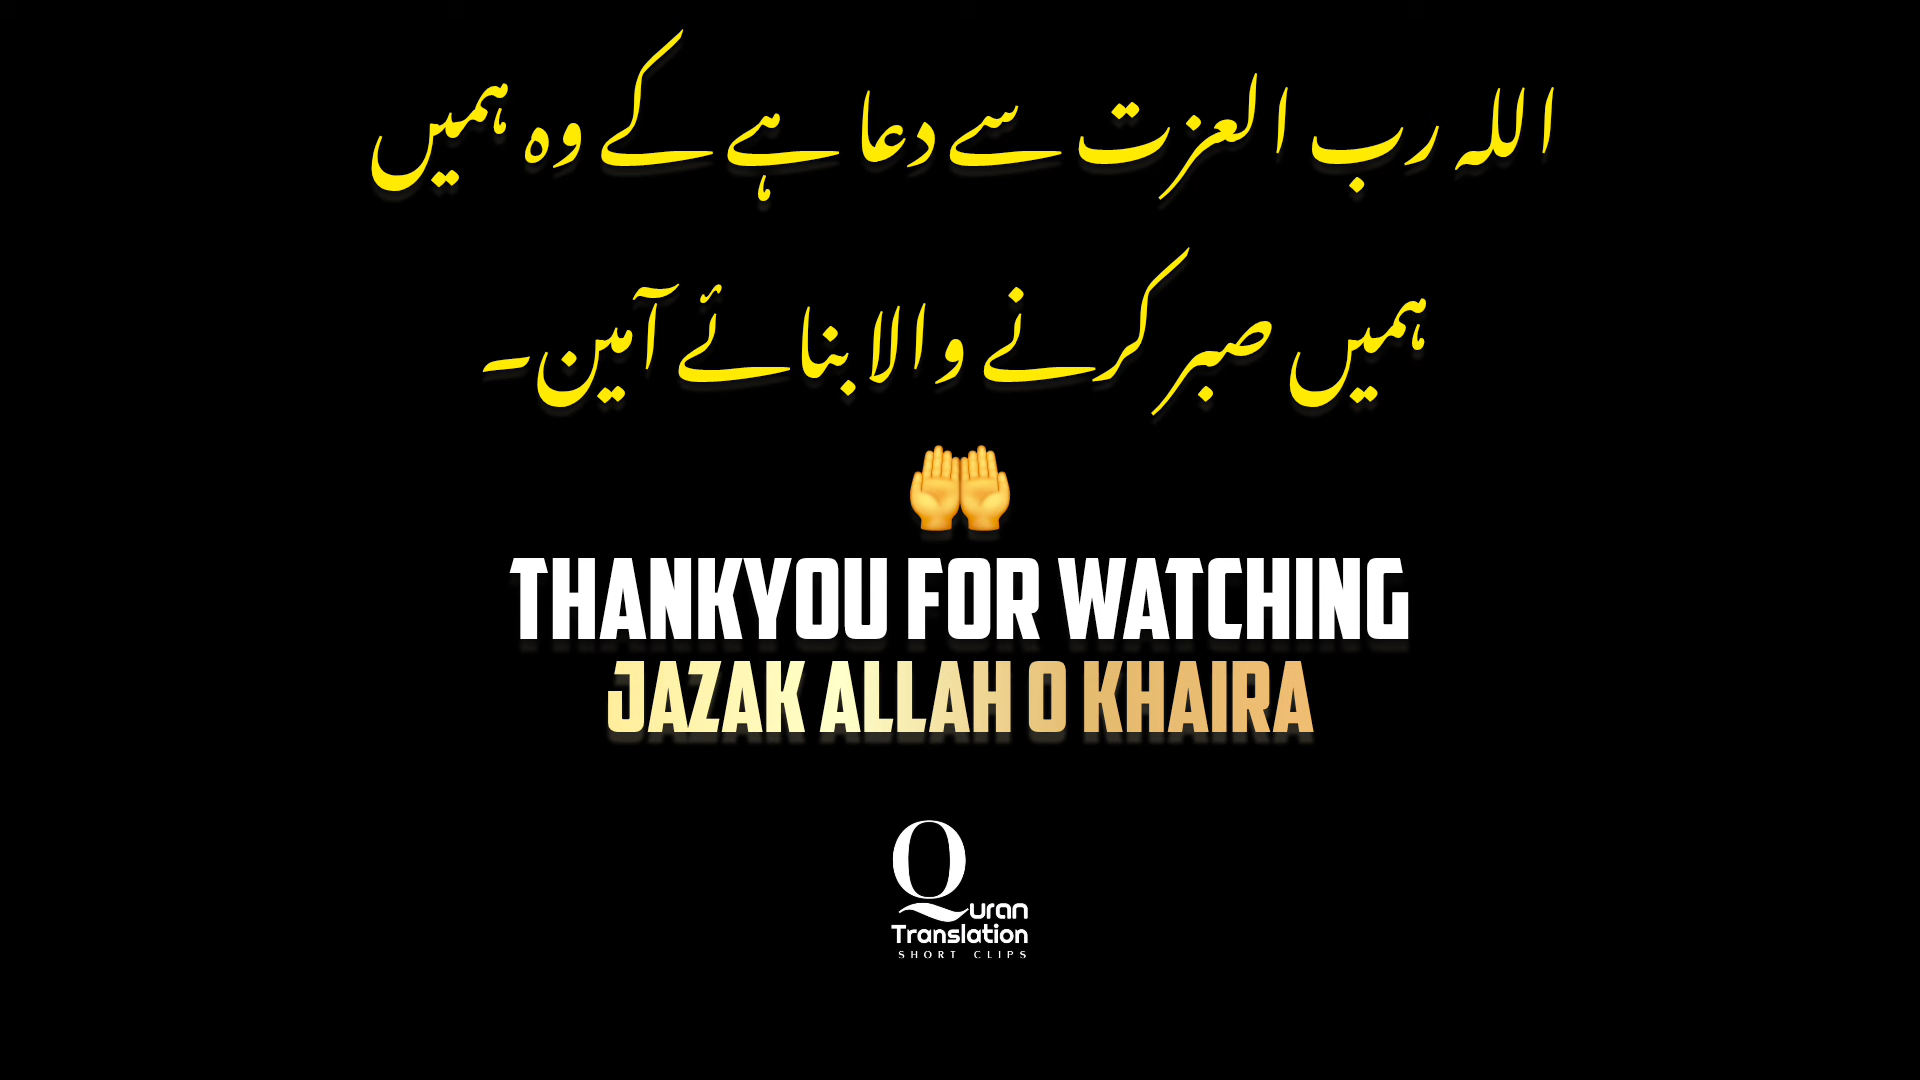 اللہ رب العزت سے دعا ہے کے وہ ہمیں
ہمیں صبر کرنے والا بنائے آمین۔
🤲
THANKYOU FOR WATCHING
JAZAK ALLAH O KHAIRA
Quran
Translation
SHORT CLIPS